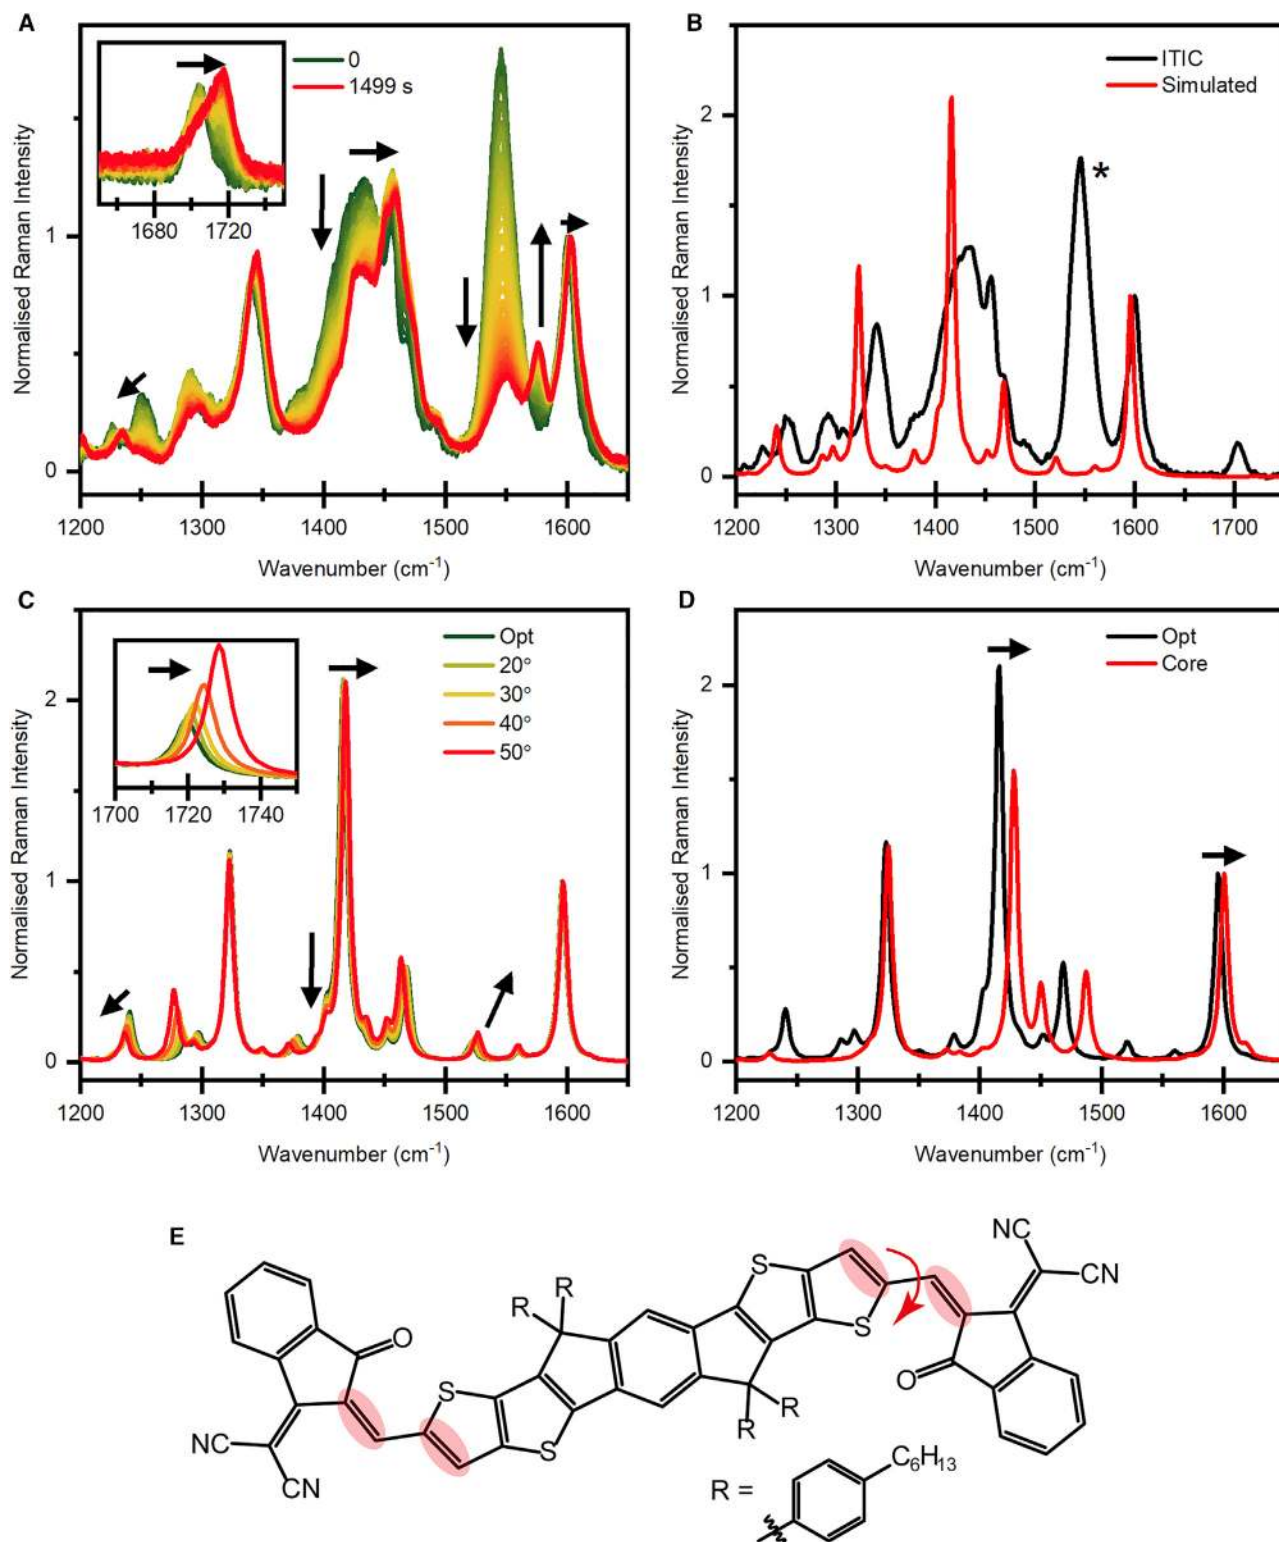 A
0
1499 s
1680 1720
Normalised Raman Intensity
1
0
1200 1300 1400 1500 1600
Wavenumber (cm⁻¹)
B
ITIC
Simulated
*
Normalised Raman Intensity
2
1
0
1200 1300 1400 1500 1600 1700
Wavenumber (cm⁻¹)
C
Opt
20°
30°
40°
50°
1700 1720 1740
Normalised Raman Intensity
2
1
0
1200 1300 1400 1500 1600
Wavenumber (cm⁻¹)
D
Opt
Core
Normalised Raman Intensity
2
1
0
1200 1300 1400 1500 1600
Wavenumber (cm⁻¹)
E
NC
CN
S
R R
O
S
S
O
S
R
R
NC
CN
C₆H₁₃
R =